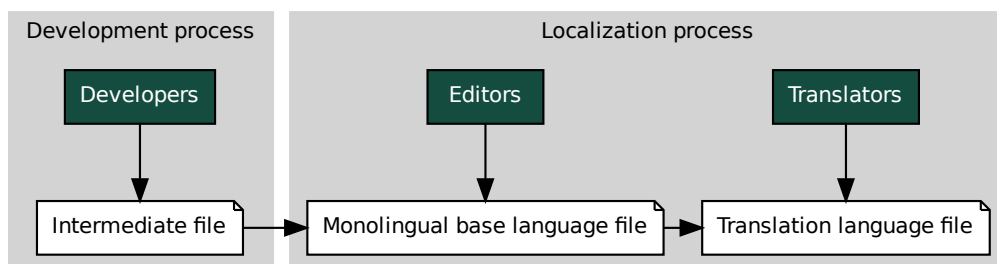 Development process
Localization process
Developers
Editors
Translators
Intermediate file
Monolingual base language file
Translation language file